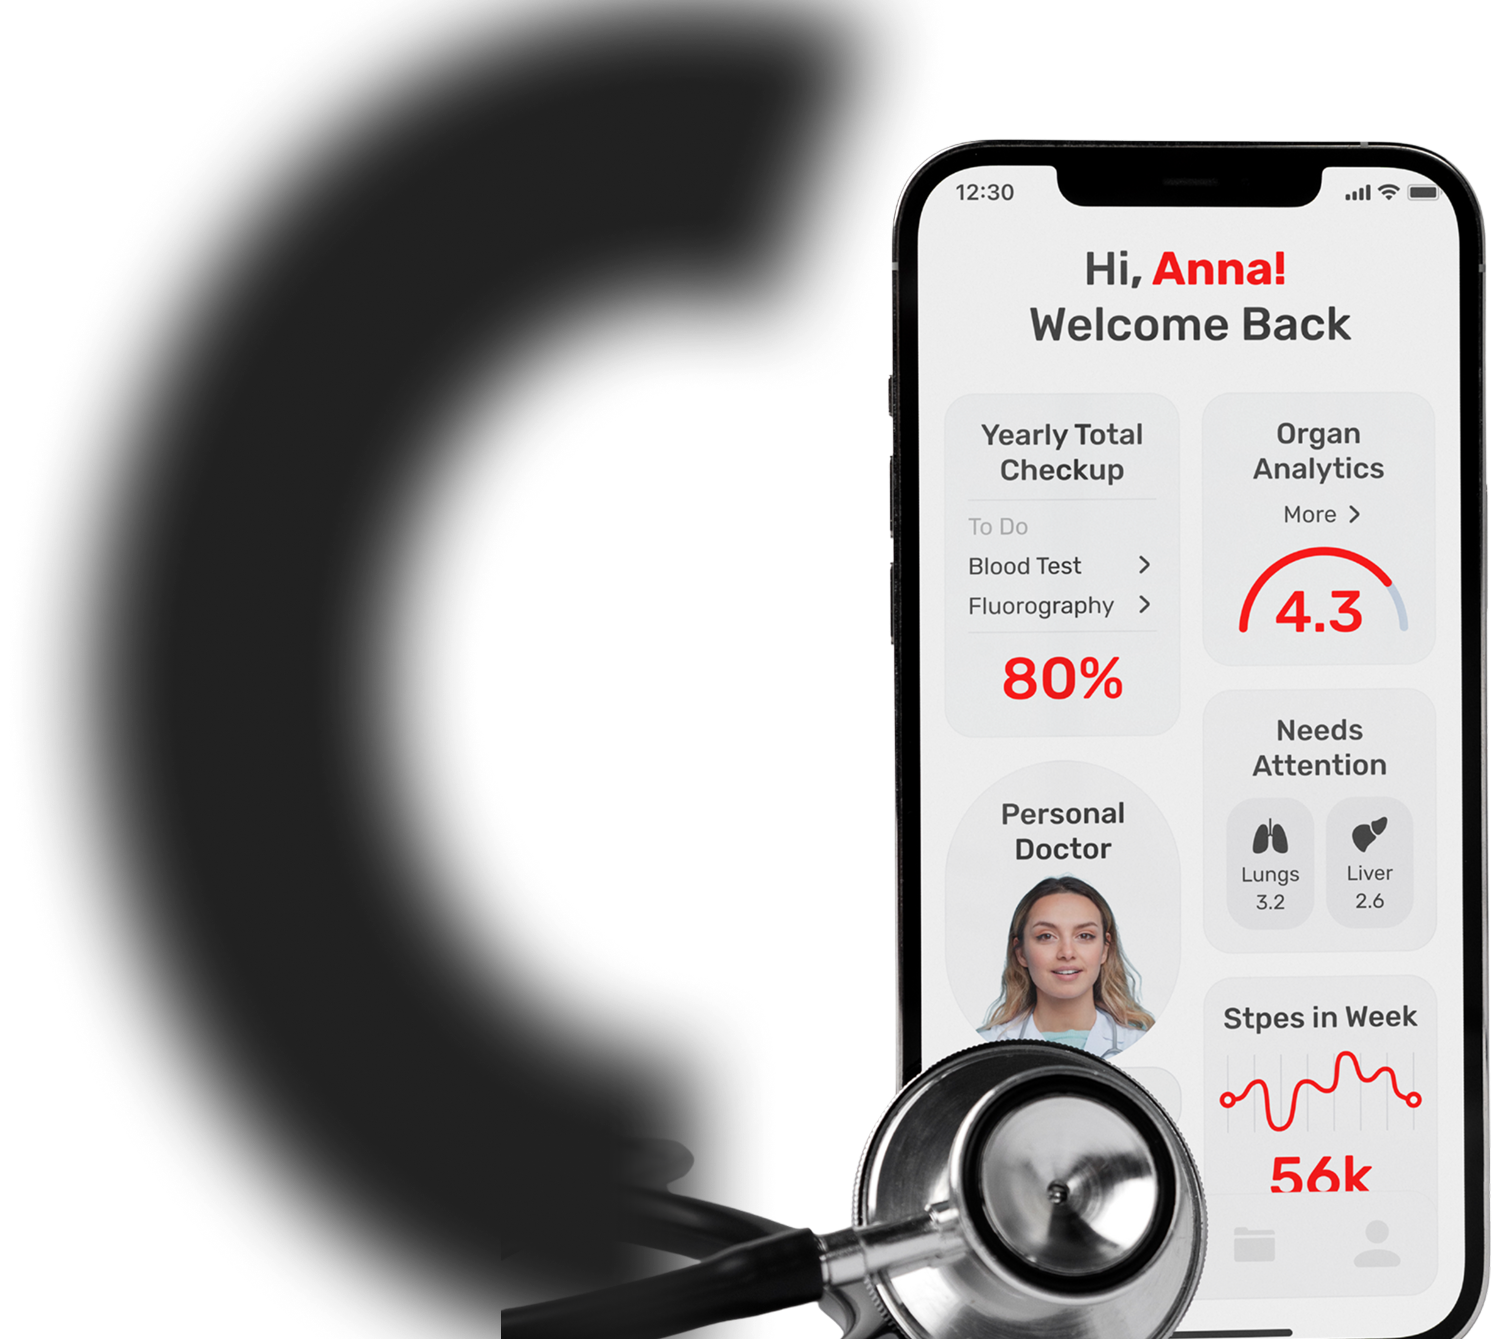 12:30
Hi, Anna!
Welcome Back
Yearly Total
Checkup
To Do
Blood Test
Fluorography
80%
Organ
Analytics
More
4.3
Needs
Attention
Lungs
3.2
Liver
2.6
Personal
Doctor
Stpes in Week
56k